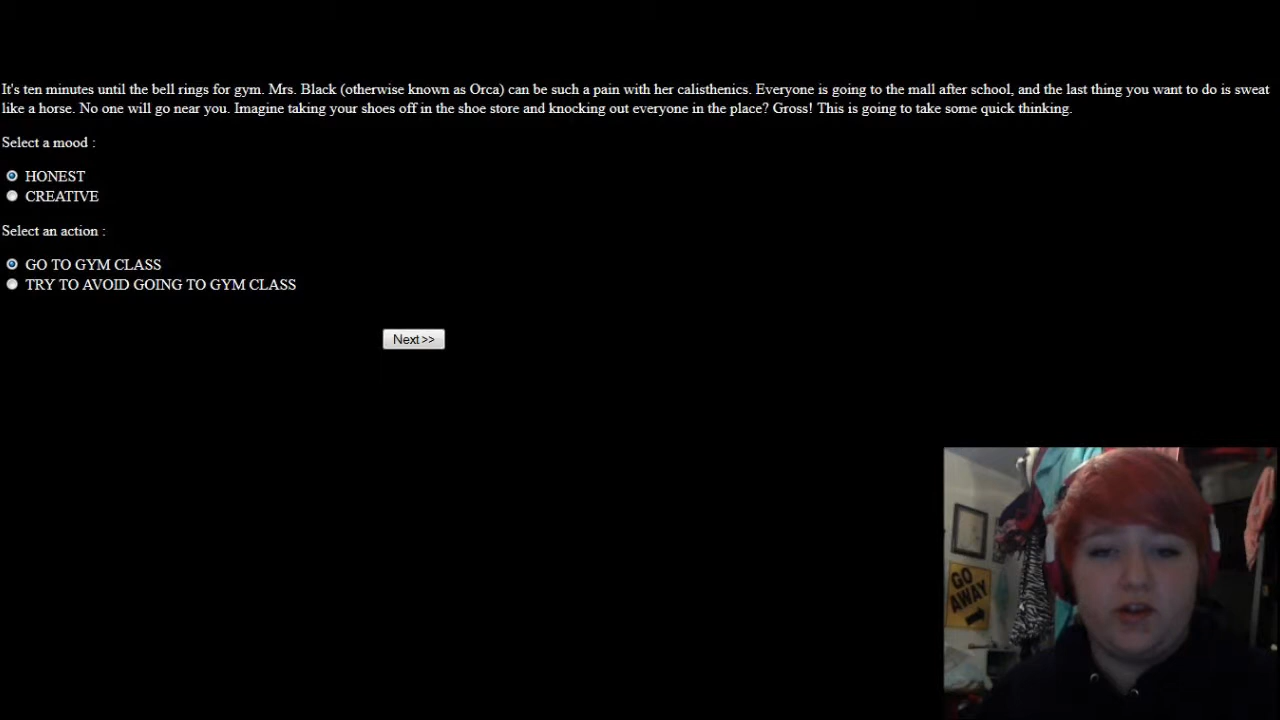 It's ten minutes until the bell rings for gym. Mrs. Black (otherwise known as Orca) can be such a pain with her calisthenics. Everyone is going to the mall after school, and the last thing you want to do is sweat
like a horse. No one will go near you. Imagine taking your shoes off in the shoe store and knocking out everyone in the place? Gross! This is going to take some quick thinking.
Select a mood :
HONEST
CREATIVE
Select an action :
GO TO GYM CLASS
TRY TO AVOID GOING TO GYM CLASS
Next>>
GO
AWAY